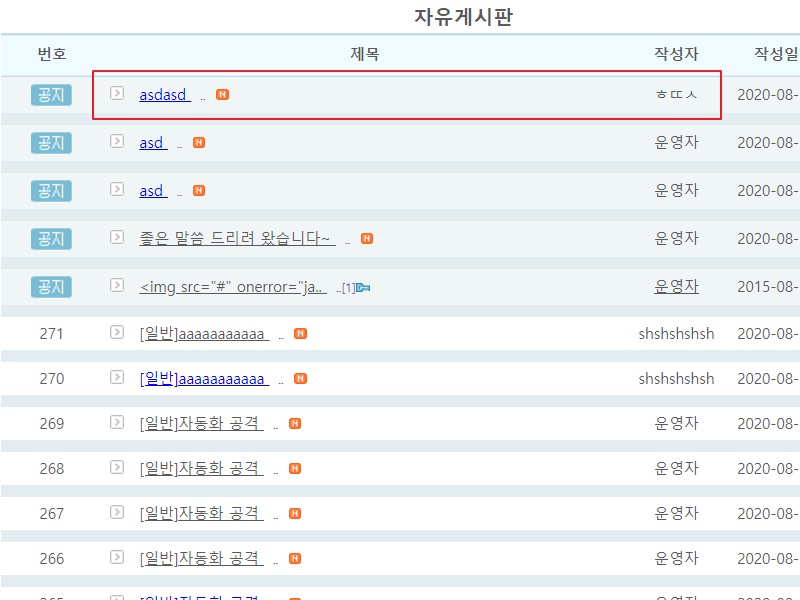 자유게시판
번호 제목 작성자 작성일
공지 asdasd .. N ㅎㄸㅅ 2020-08-
공지 asd .. N 운영자 2020-08-
공지 asd .. N 운영자 2020-08-
공지 좋은 말씀 드리려 왔습니다~ .. N 운영자 2020-08-
공지 <img src="#" onerror="ja.. ..[1] 운영자 2015-08-
271 [일반]aaaaaaaaaaa .. N shshshshsh 2020-08-
270 [일반]aaaaaaaaaaa .. N shshshshsh 2020-08-
269 [일반]자동화 공격 .. N 운영자 2020-08-
268 [일반]자동화 공격 .. N 운영자 2020-08-
267 [일반]자동화 공격 .. N 운영자 2020-08-
266 [일반]자동화 공격 .. N 운영자 2020-08-